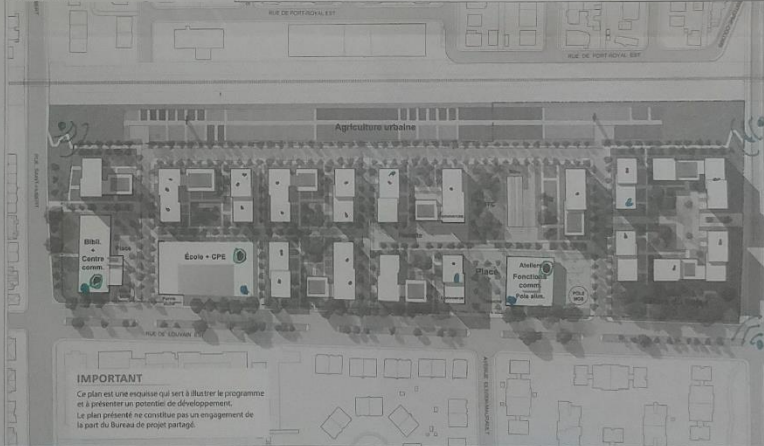 RUE DE PORT-ROYAL EST
RUE DE PORT-ROYAL EST
Agriculture urbaine
Bibli.
+
Centre
comm.
Place
École + CPE
Place
Ateliers
Fonctions
comm.
Pôle alim.
PÔLE
MOB
RUE DE LOUVAIN EST
IMPORTANT
Ce plan est une esquisse qui sert à illustrer le programme
et à présenter un potentiel de développement.
Le plan présenté ne constitue pas un engagement de
la part du Bureau de projet partagé.